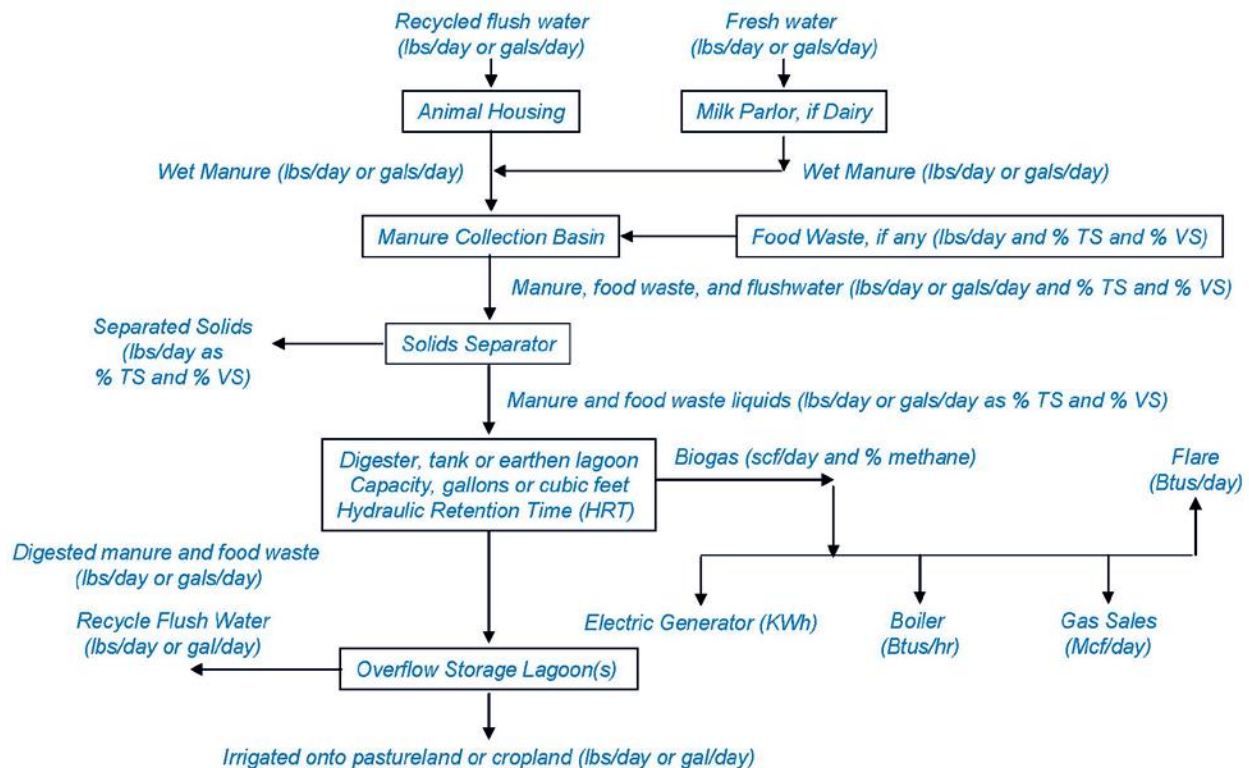 Recycled flush water
(lbs/day or gals/day)
Fresh water
(lbs/day or gals/day)
Animal Housing
Milk Parlor, if Dairy
Wet Manure (lbs/day or gals/day)
Wet Manure (lbs/day or gals/day)
Manure Collection Basin
Food Waste, if any (lbs/day and % TS and % VS)
Manure, food waste, and flushwater (lbs/day or gals/day and % TS and % VS)
Separated Solids
(lbs/day as
% TS and % VS)
Solids Separator
Manure and food waste liquids (lbs/day or gals/day as % TS and % VS)
Digester, tank or earthen lagoon
Capacity, gallons or cubic feet
Hydraulic Retention Time (HRT)
Biogas (scf/day and % methane)
Flare
(Btus/day)
Digested manure and food waste
(lbs/day or gals/day)
Electric Generator (KWh)
Boiler
(Btus/hr)
Gas Sales
(Mcf/day)
Recycle Flush Water
(lbs/day or gal/day)
Overflow Storage Lagoon(s)
Irrigated onto pastureland or cropland (lbs/day or gal/day)